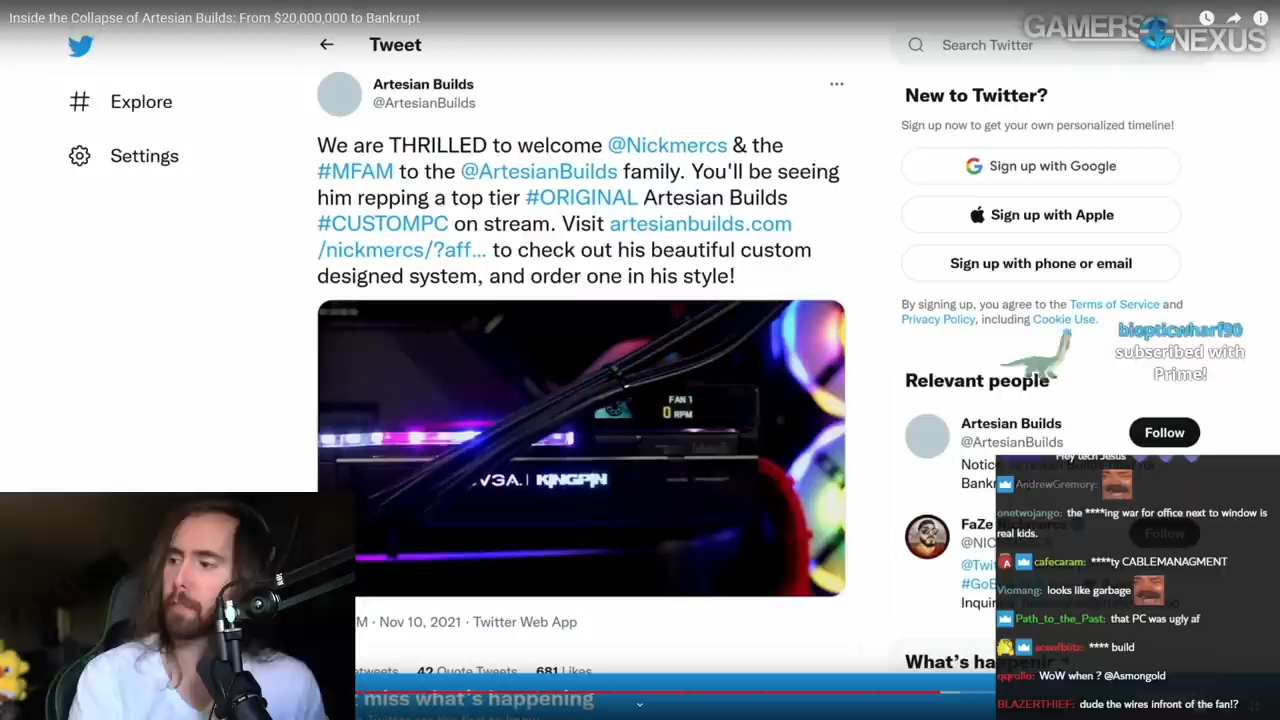 Inside the Collapse of Artesian Builds: From $20,000,000 to Bankrupt
GAMERS NEXUS
Tweet
Search Twitter
Explore
Settings
Artesian Builds
@ArtesianBuilds
We are THRILLED to welcome @Nickmercs & the
#MFAM to the @ArtesianBuilds family. You'll be seeing
him repping a top tier #ORIGINAL Artesian Builds
#CUSTOMPC on stream. Visit artesianbuilds.com
/nickmercs/?aff... to check out his beautiful custom
designed system, and order one in his style!
FAN 1
0 RPM
VGA. | KINGPIN
M · Nov 10, 2021 · Twitter Web App
42 Quote Tweets 681 Likes
miss what's happening
New to Twitter?
Sign up now to get your own personalized timeline!
Sign up with Google
Sign up with Apple
Sign up with phone or email
By signing up, you agree to the Terms of Service and
Privacy Policy, including Cookie Use.
biopticwharf90
subscribed with
Prime!
Relevant people
Artesian Builds
@ArtesianBuilds
Follow
Hey tech Jesus
AndrewGremory:
onetwojango: the ****ing war for office next to window is
real kids.
cafecaram: ****ty CABLEMANAGMENT
Viomang: looks like garbage
Path_to_the_Past: that PC was ugly af
aceofblitz: **** build
qqrollo: WoW when ? @Asmongold
BLAZERTHIEF: dude the wires infront of the fan!?
What's happening